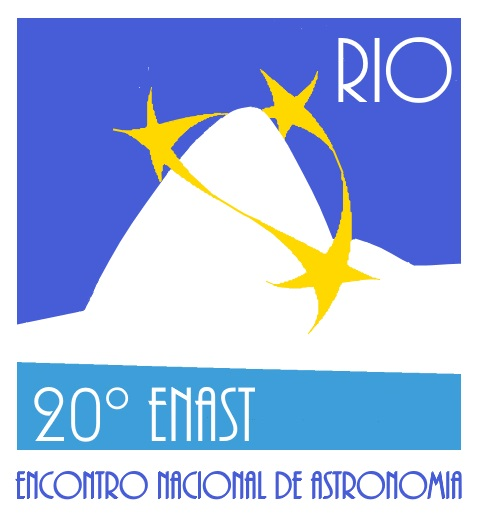 RIO
20° ENAST
ENCONTRO NACIONAL DE ASTRONOMIA